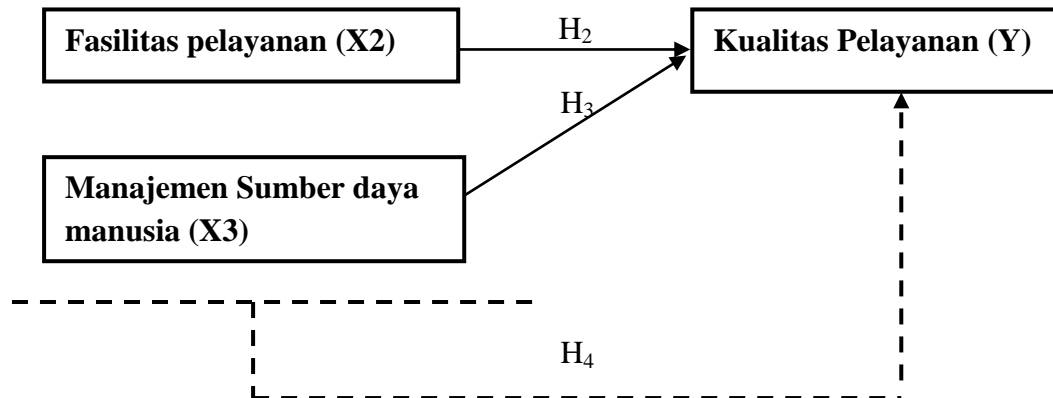 Fasilitas pelayanan (X2)
H2
Kualitas Pelayanan (Y)
H3
Manajemen Sumber daya
manusia (X3)
H4